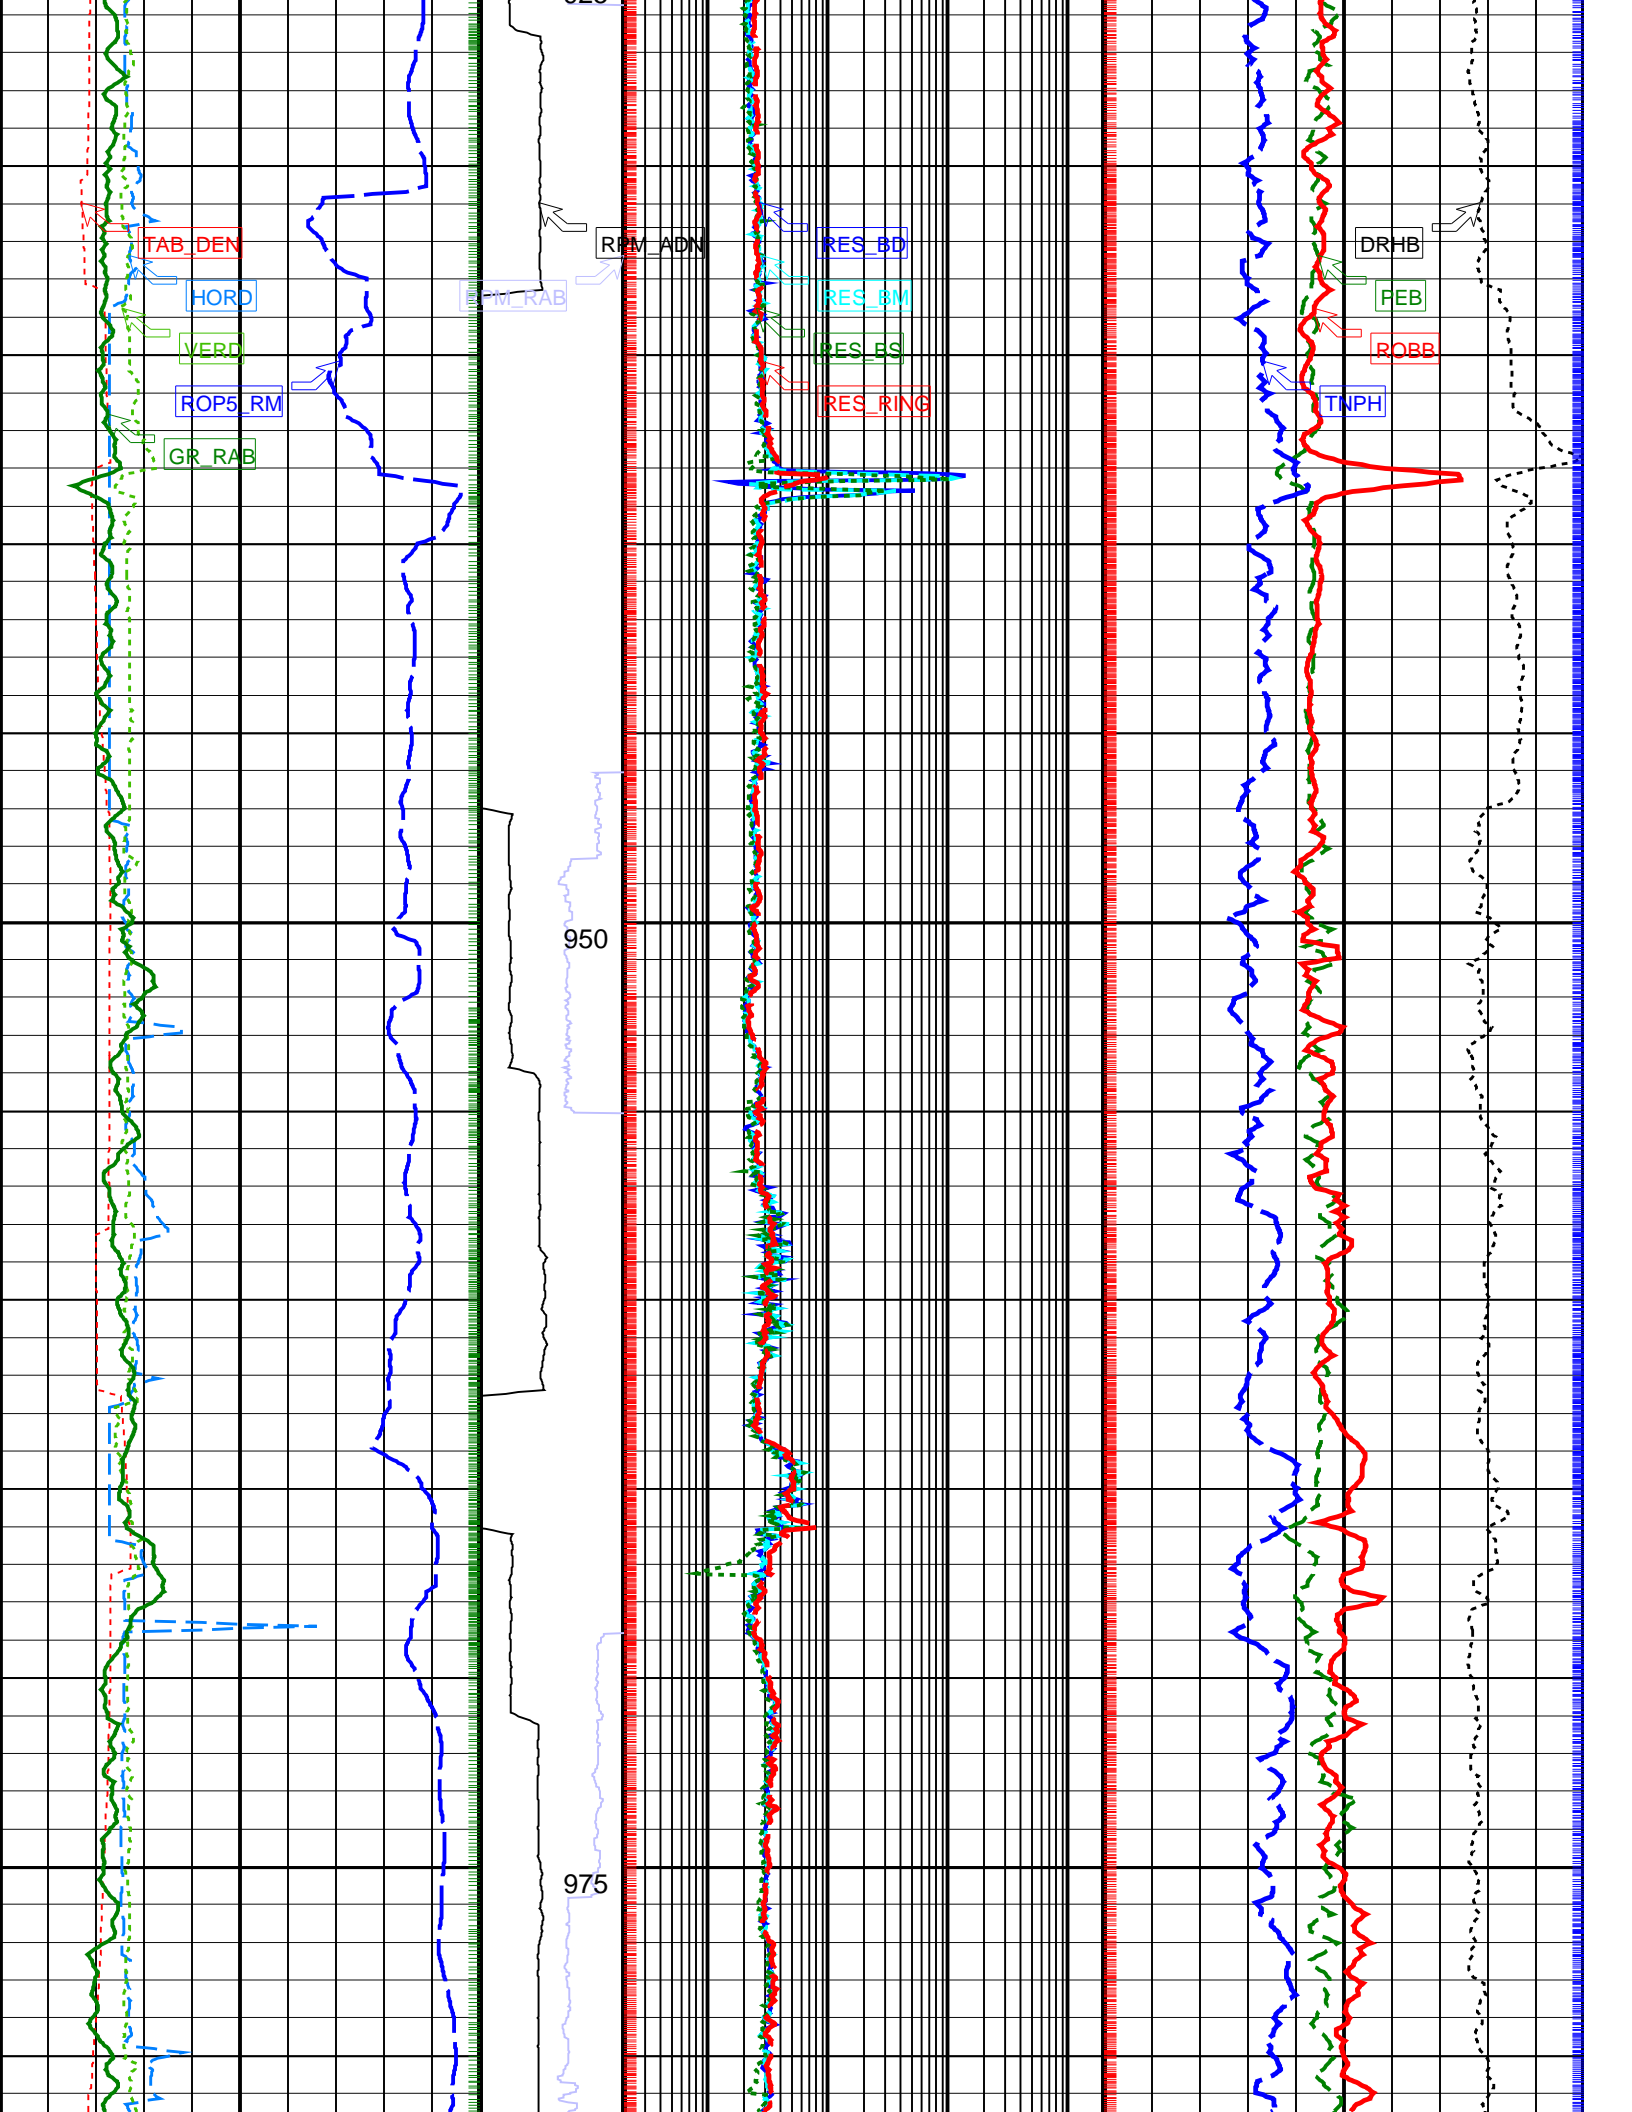 TAB_DEN
RPM_ADN
RES_BD
DRHB
HORD
RPM_RAB
RES_BM
PEB
VERD
RES_BS
ROBB
ROP5_RM
RES_RING
TNPH
GR_RAB
950
975